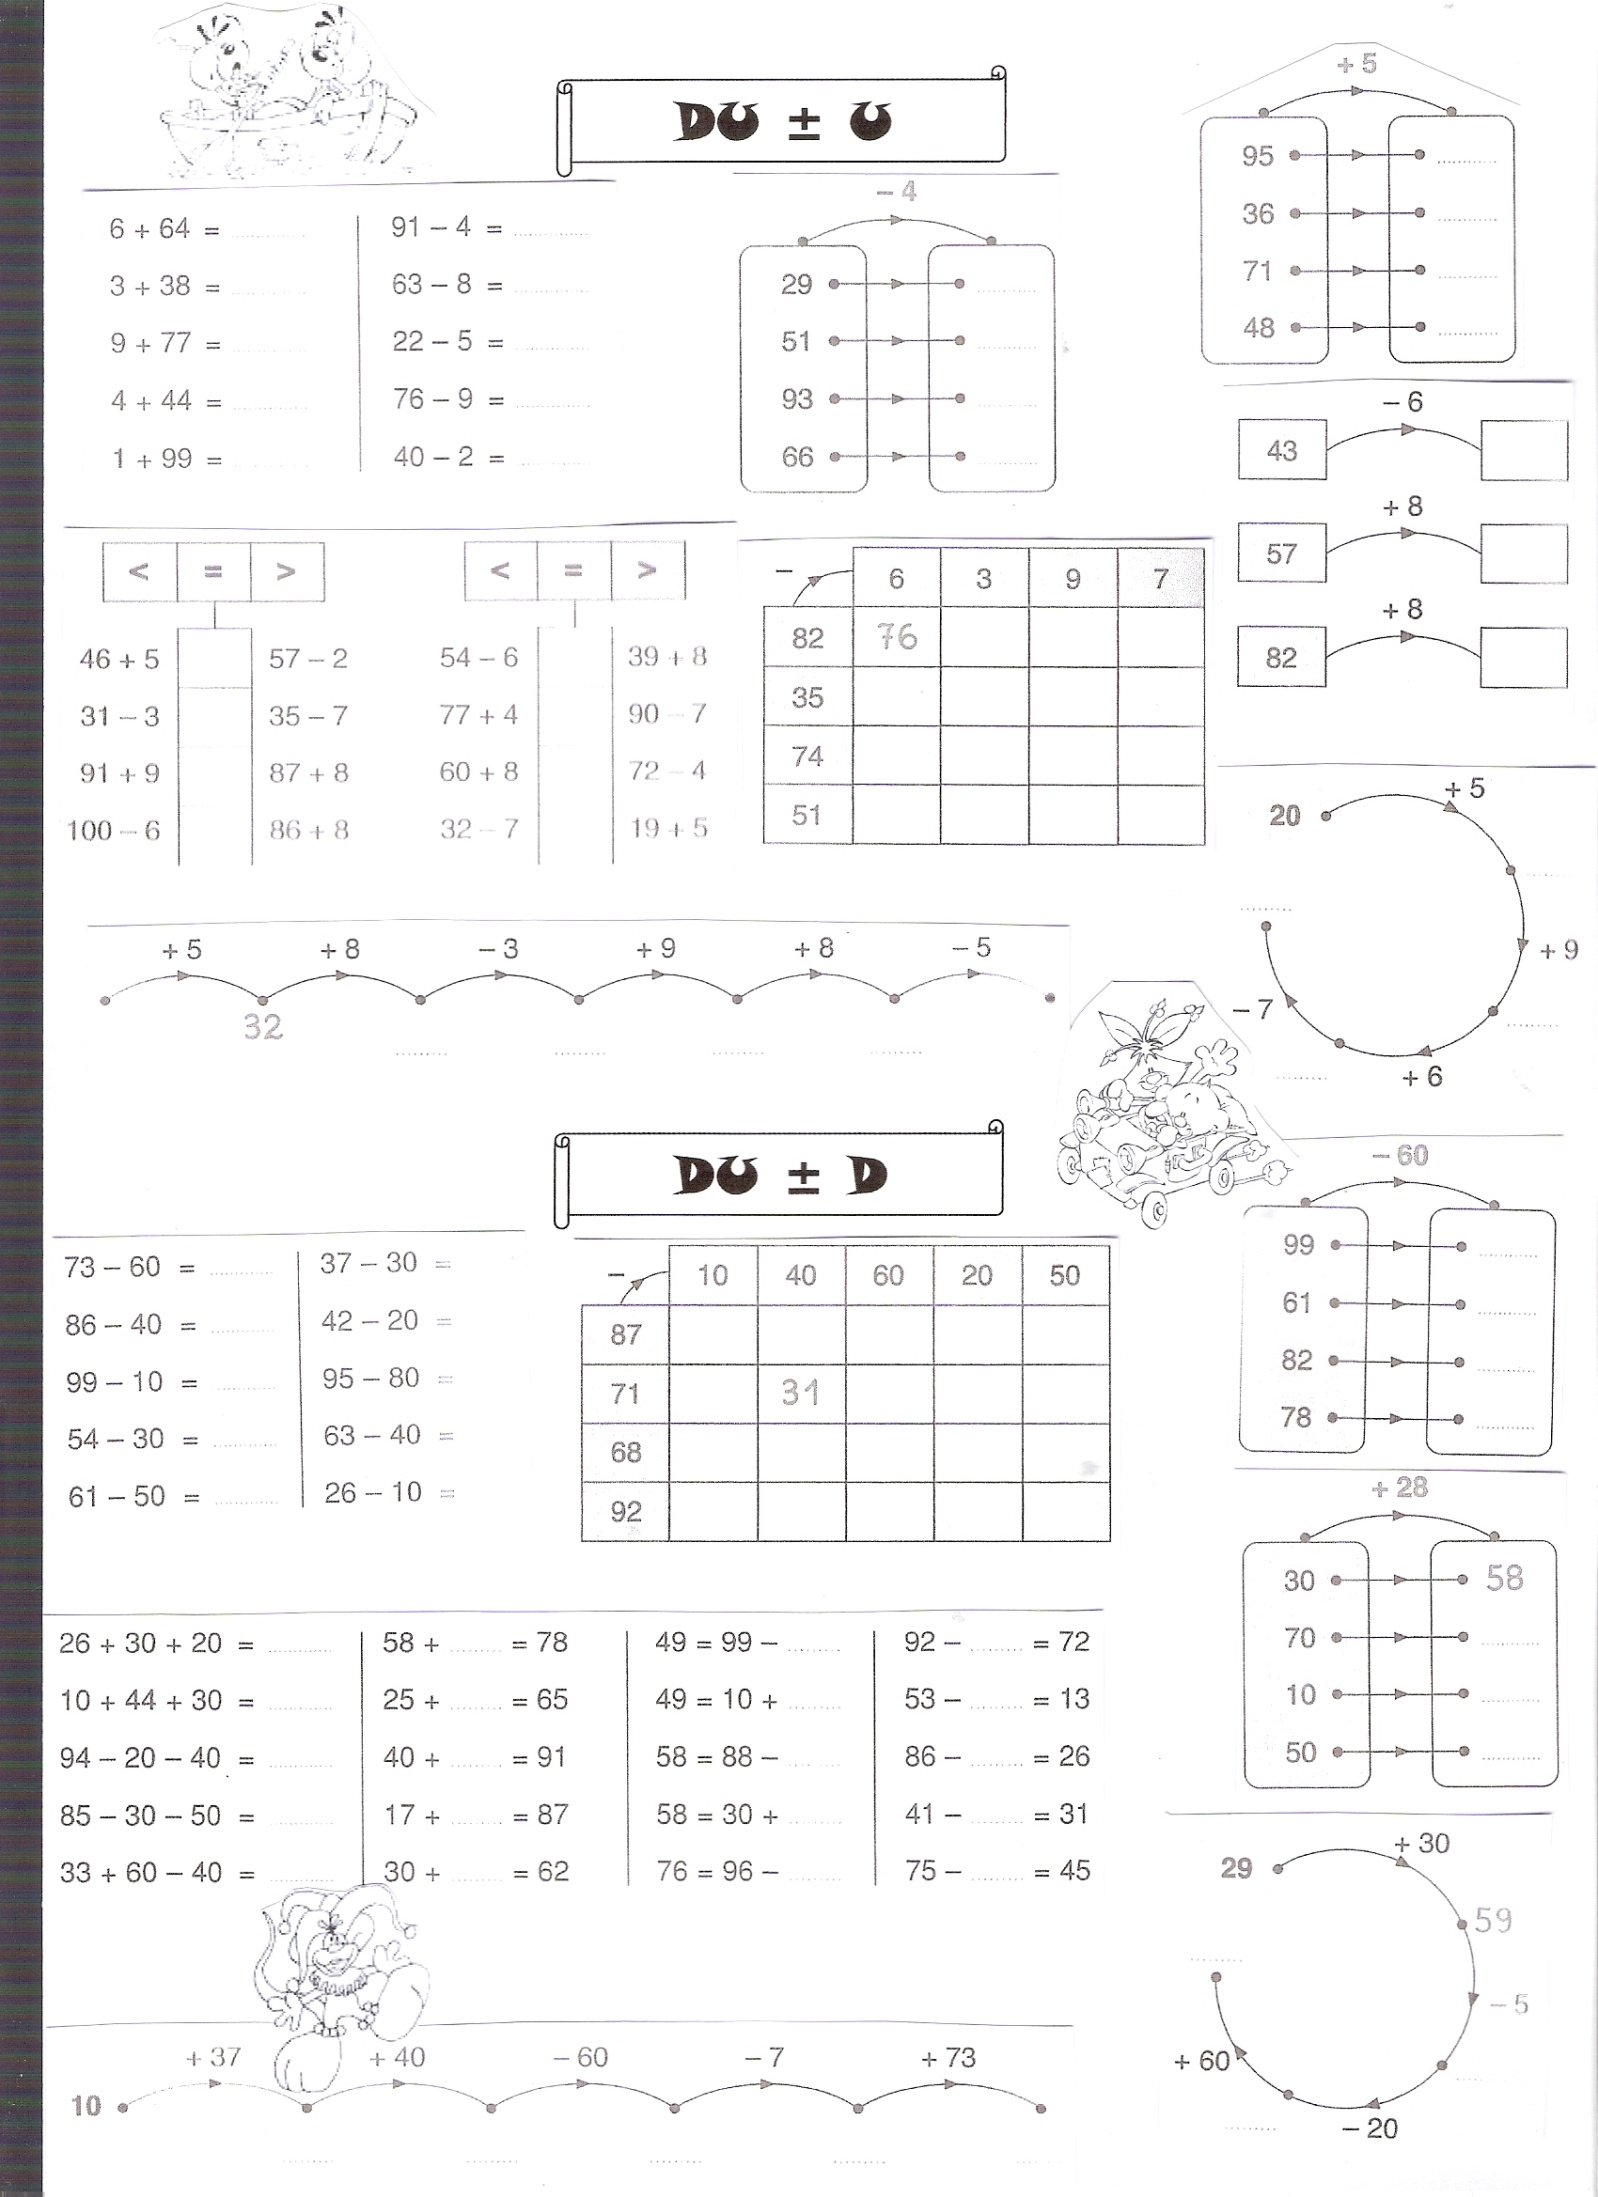 DU ± U
6 + 64 = ..........
3 + 38 = ..........
9 + 77 = ..........
4 + 44 = ..........
1 + 99 = ..........
91 – 4 = ..........
63 – 8 = ..........
22 – 5 = ..........
76 – 9 = ..........
40 – 2 = ..........
– 4
29 ..........
51 ..........
93 ..........
66 ..........
+ 5
95 ..........
36 ..........
71 ..........
48 ..........
– 6
43
+ 8
57
+ 8
82
< = >
46 + 5 57 – 2
31 – 3 35 – 7
91 + 9 87 + 8
100 – 6 86 + 8
< = >
54 – 6 39 + 8
77 + 4 90 – 7
60 + 8 72 – 4
32 – 7 19 + 5
– 6 3 9 7
82 76
35
74
51
20 + 5
..........
+ 9
..........
+ 6
..........
– 7
..........
+ 5 + 8 – 3 + 9 + 8 – 5
32 .......... .......... .......... ..........
DU ± D
73 – 60 = ..........
86 – 40 = ..........
99 – 10 = ..........
54 – 30 = ..........
61 – 50 = ..........
37 – 30 =
42 – 20 =
95 – 80 =
63 – 40 =
26 – 10 =
– 10 40 60 20 50
87
71 31
68
92
– 60
99 ..........
61 ..........
82 ..........
78 ..........
+ 28
30 58
70 ..........
10 ..........
50 ..........
26 + 30 + 20 = ..........
10 + 44 + 30 = ..........
94 – 20 – 40 = ..........
85 – 30 – 50 = ..........
33 + 60 – 40 = ..........
58 + .......... = 78
25 + .......... = 65
40 + .......... = 91
17 + .......... = 87
30 + .......... = 62
49 = 99 – ..........
49 = 10 + ..........
58 = 88 – ..........
58 = 30 + ..........
76 = 96 – ..........
92 – .......... = 72
53 – .......... = 13
86 – .......... = 26
41 – .......... = 31
75 – .......... = 45
29 + 30
59
– 5
..........
– 20
..........
+ 60
..........
+ 37 + 40 – 60 – 7 + 73
10
.......... .......... .......... .......... ..........